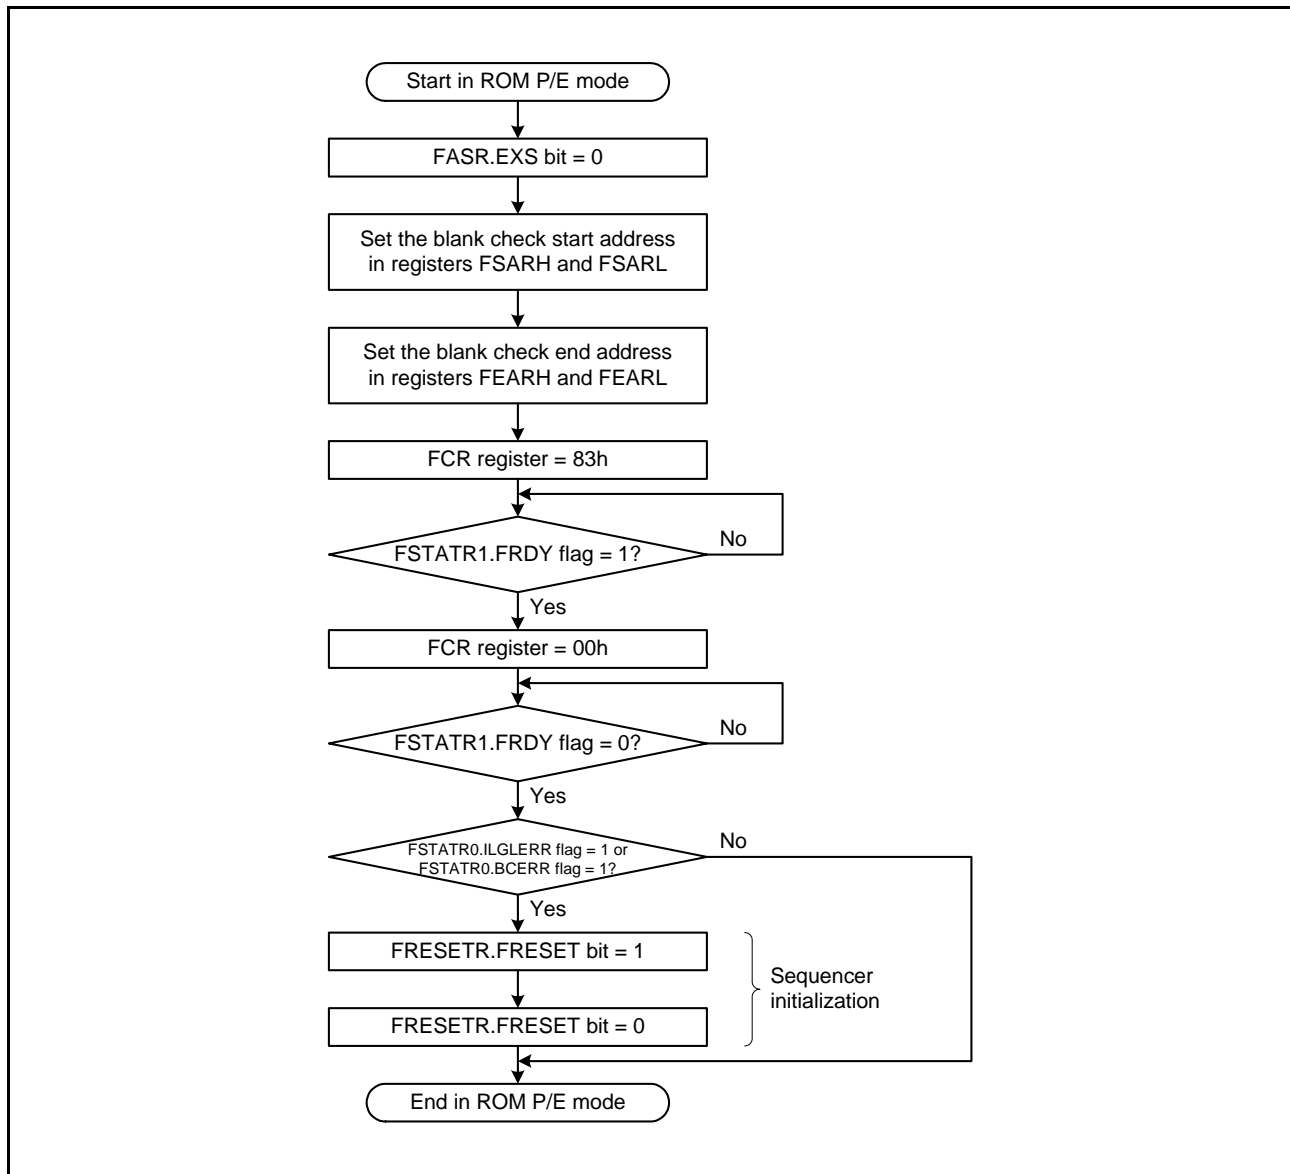 Start in ROM P/E mode
FASR.EXS bit = 0
Set the blank check start address
in registers FSARH and FSARL
Set the blank check end address
in registers FEARH and FEARL
FCR register = 83h
FSTATR1.FRDY flag = 1?
No
Yes
FCR register = 00h
FSTATR1.FRDY flag = 0?
No
Yes
FSTATR0.ILGLERR flag = 1 or
FSTATR0.BCERR flag = 1?
No
Yes
FRESETR.FRESET bit = 1
Sequencer
initialization
FRESETR.FRESET bit = 0
End in ROM P/E mode